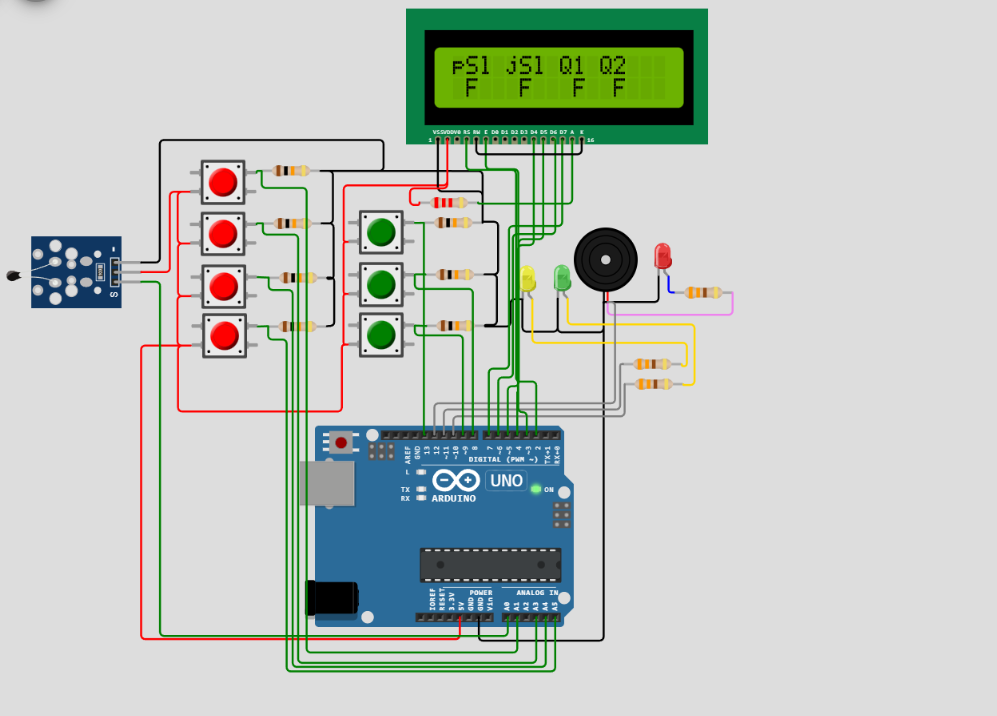 pSl jSl Q1 Q2
F F F F
VSS VDD V0 RS RW E D0 D1 D2 D3 D4 D5 D6 D7 A K
1 16
- S
AREF GND 13 12 ~11 ~10 ~9 8 7 ~6 ~5 4 ~3 2 TX→1 RX←0
DIGITAL (PWM ~)
L
TX
RX
UNO
ARDUINO
ON
POWER ANALOG IN
IOREF RESET 3.3V 5V GND GND Vin A0 A1 A2 A3 A4 A5